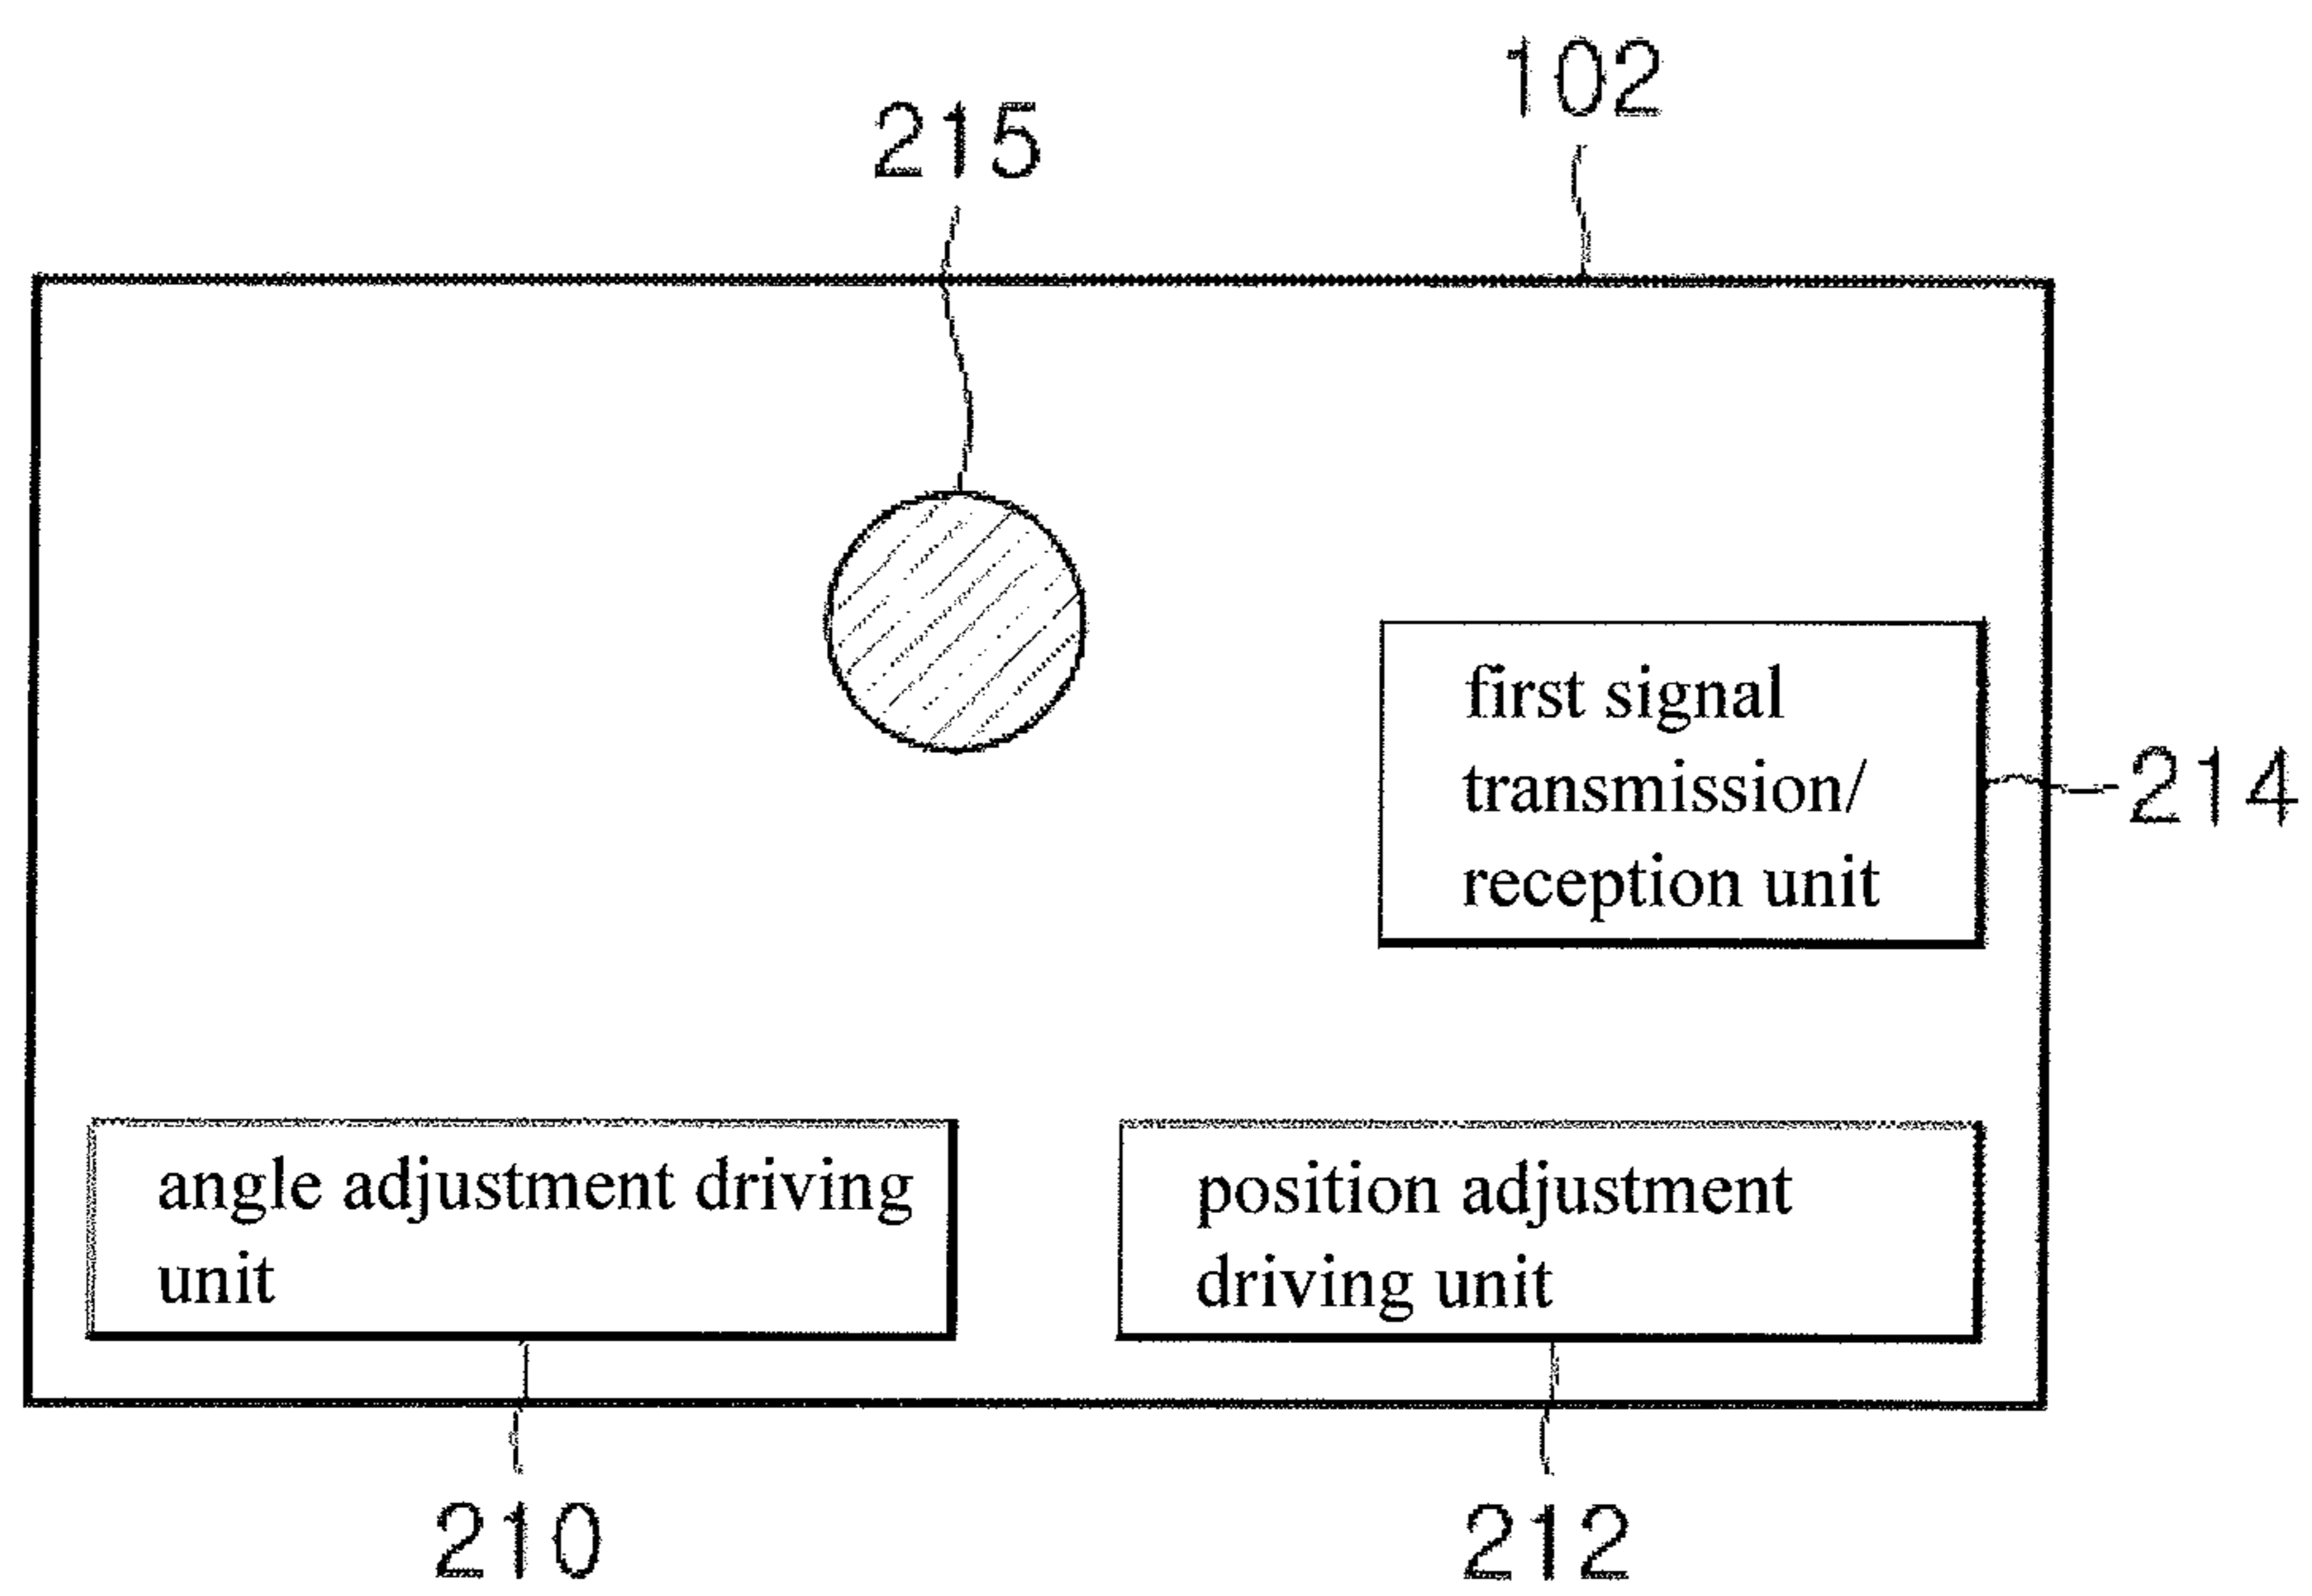 102
215
first signal
transmission/
reception unit
214
angle adjustment driving
unit
position adjustment
driving unit
210
212